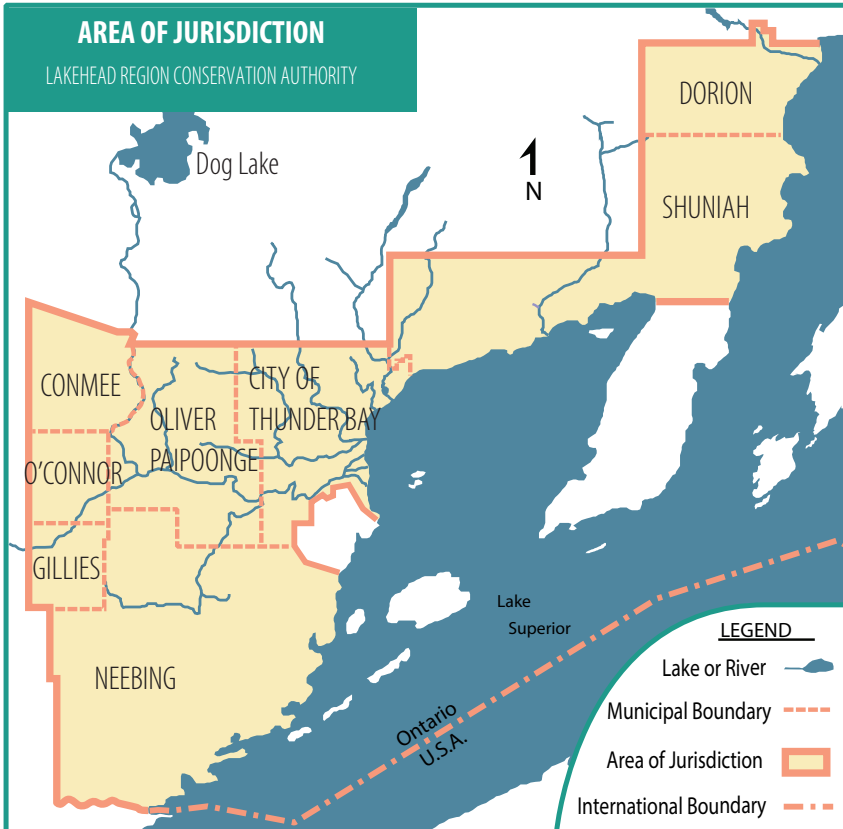 AREA OF JURISDICTION
LAKEHEAD REGION CONSERVATION AUTHORITY
DORION
Dog Lake
N
SHUNIAH
CONMEE
CITY OF
THUNDER BAY
OLIVER
PAIPOONGE
O'CONNOR
GILLIES
NEEBING
Lake
Superior
Ontario
U.S.A.
LEGEND
Lake or River
Municipal Boundary
Area of Jurisdiction
International Boundary